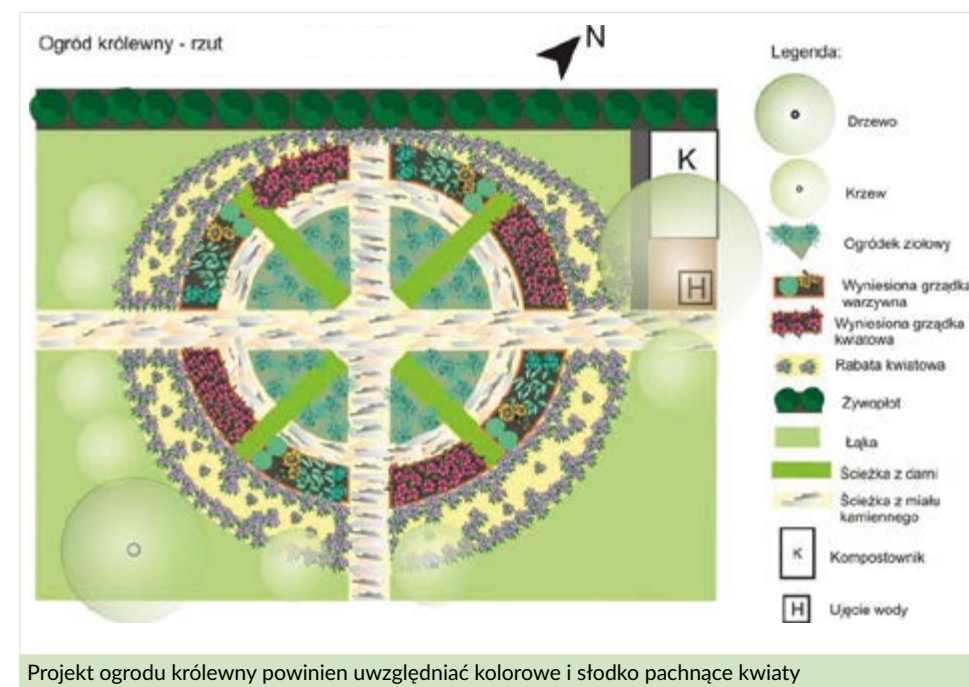 Ogród królewny - rzut
N
Legenda:
Drzewo
Krzew
Ogródek ziołowy
Wyniesiona grządka
warzywna
Wyniesiona grządka
kwiatowa
Rabata kwiatowa
Żywopłot
Łąka
Ścieżka z darni
Ścieżka z miału
kamiennego
K
Kompostownik
H
Ujęcie wody
K
H
Projekt ogrodu królewny powinien uwzględniać kolorowe i słodko pachnące kwiaty